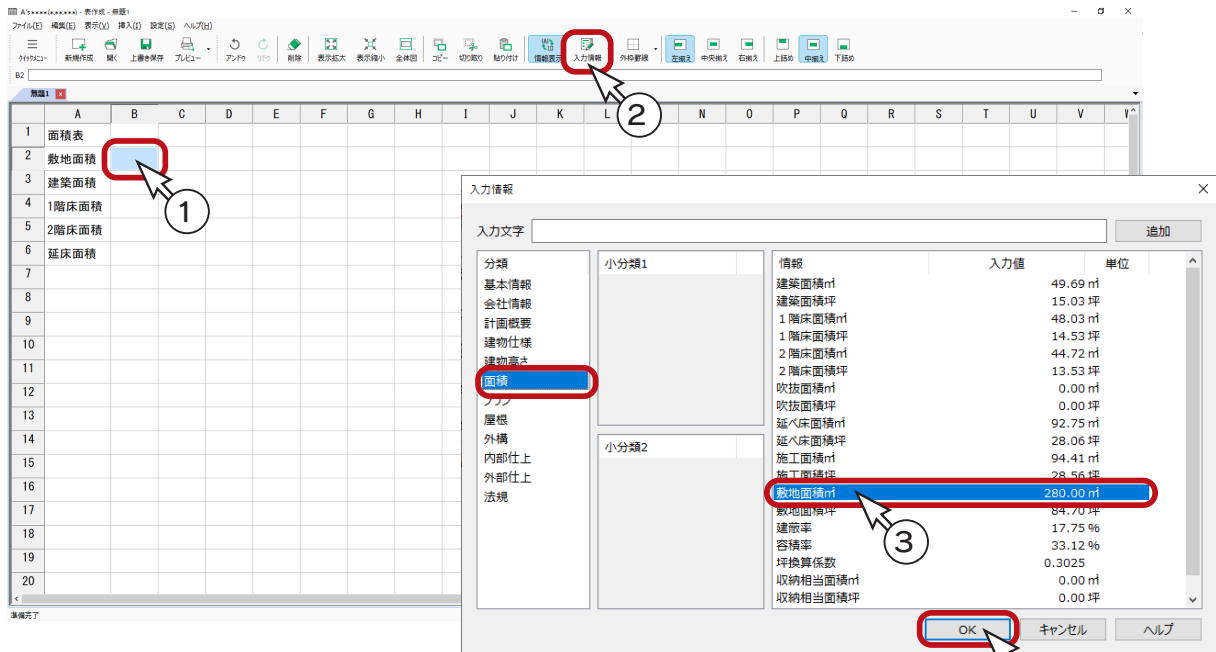 A's∗∗∗∗(∗,∗∗,∗∗∗) - 表作成 - 無題1
ファイル(F) 編集(E) 表示(V) 挿入(I) 設定(S) ヘルプ(H)
クイックメニュー 新規作成 開く 上書き保存 プレビュー アンドゥ リドゥ 削除 表示拡大 表示縮小 全体図 コピー 切り取り 貼り付け 情報表示 入力情報 外枠罫線 左揃え 中央揃え 右揃え 上詰め 中揃え 下詰め
B2
無題1
A B C D E F G H I J K L N O P Q R S T U V
1 面積表
2 敷地面積
3 建築面積
4 1階床面積
5 2階床面積
6 延床面積
7
8
9
10
11
12
13
14
15
16
17
18
19
20
準備完了
①
②
入力情報
入力文字 追加
分類
基本情報
会社情報
計画概要
建物仕様
建物高さ
面積
屋根
外構
内部仕上
外部仕上
法規
小分類1
小分類2
情報 入力値 単位
建築面積㎡ 49.69 ㎡
建築面積坪 15.03 坪
1階床面積㎡ 48.03 ㎡
1階床面積坪 14.53 坪
2階床面積㎡ 44.72 ㎡
2階床面積坪 13.53 坪
吹抜面積㎡ 0.00 ㎡
吹抜面積坪 0.00 坪
延べ床面積㎡ 92.75 ㎡
延べ床面積坪 28.06 坪
施工面積㎡ 94.41 ㎡
施工面積坪 28.56 坪
敷地面積㎡ 280.00 ㎡
敷地面積坪 84.70 坪
建蔽率 17.75 %
容積率 33.12 %
坪換算係数 0.3025
収納相当面積㎡ 0.00 ㎡
収納相当面積坪 0.00 坪
③
OK キャンセル ヘルプ